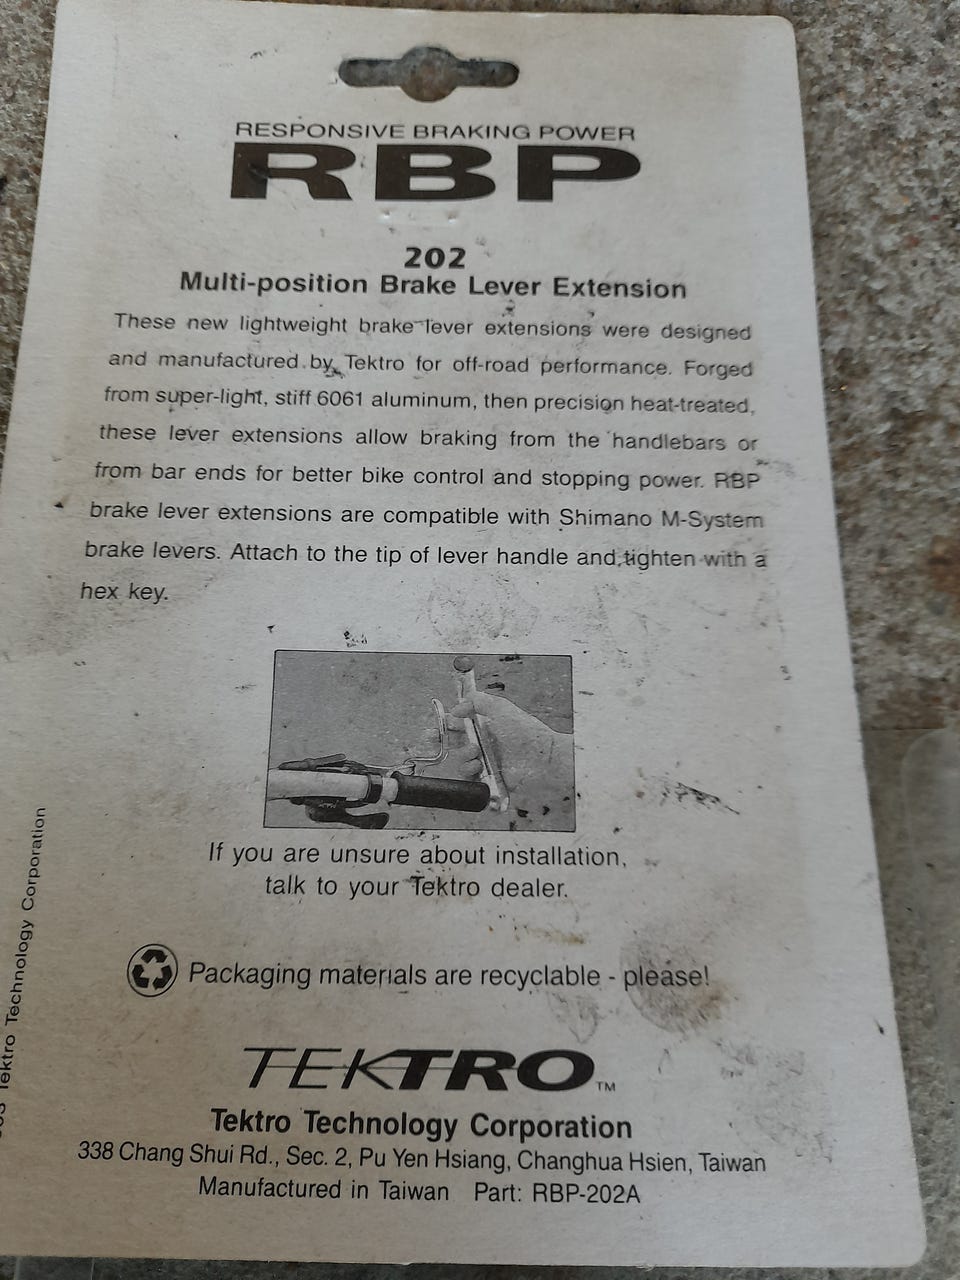 RESPONSIVE BRAKING POWER
RBP
202
Multi-position Brake Lever Extension
These new lightweight brake lever extensions were designed
and manufactured by Tektro for off-road performance. Forged
from super-light, stiff 6061 aluminum, then precision heat-treated,
these lever extensions allow braking from the handlebars or
from bar ends for better bike control and stopping power. RBP
brake lever extensions are compatible with Shimano M-System
brake levers. Attach to the tip of lever handle and tighten with a
hex key.
If you are unsure about installation,
talk to your Tektro dealer.
Packaging materials are recyclable - please!
TEKTRO™
Tektro Technology Corporation
338 Chang Shui Rd., Sec. 2, Pu Yen Hsiang, Changhua Hsien, Taiwan
Manufactured in Taiwan Part: RBP-202A
Tektro Technology Corporation